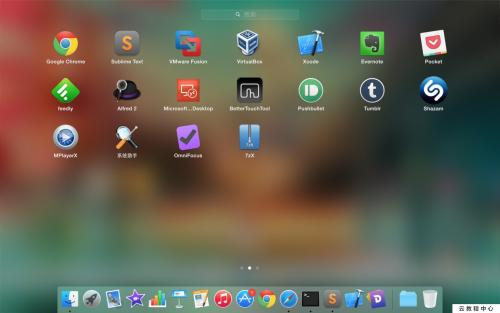 搜索
Google Chrome
Sublime Text
VMware Fusion
VirtualBox
Xcode
Evernote
Pocket
feedly
Alfred 2
Microsoft...Desktop
BetterTouchTool
Pushbullet
Tumblr
Shazam
MPlayerX
系统助手
OmniFocus
7zX
云教程中心